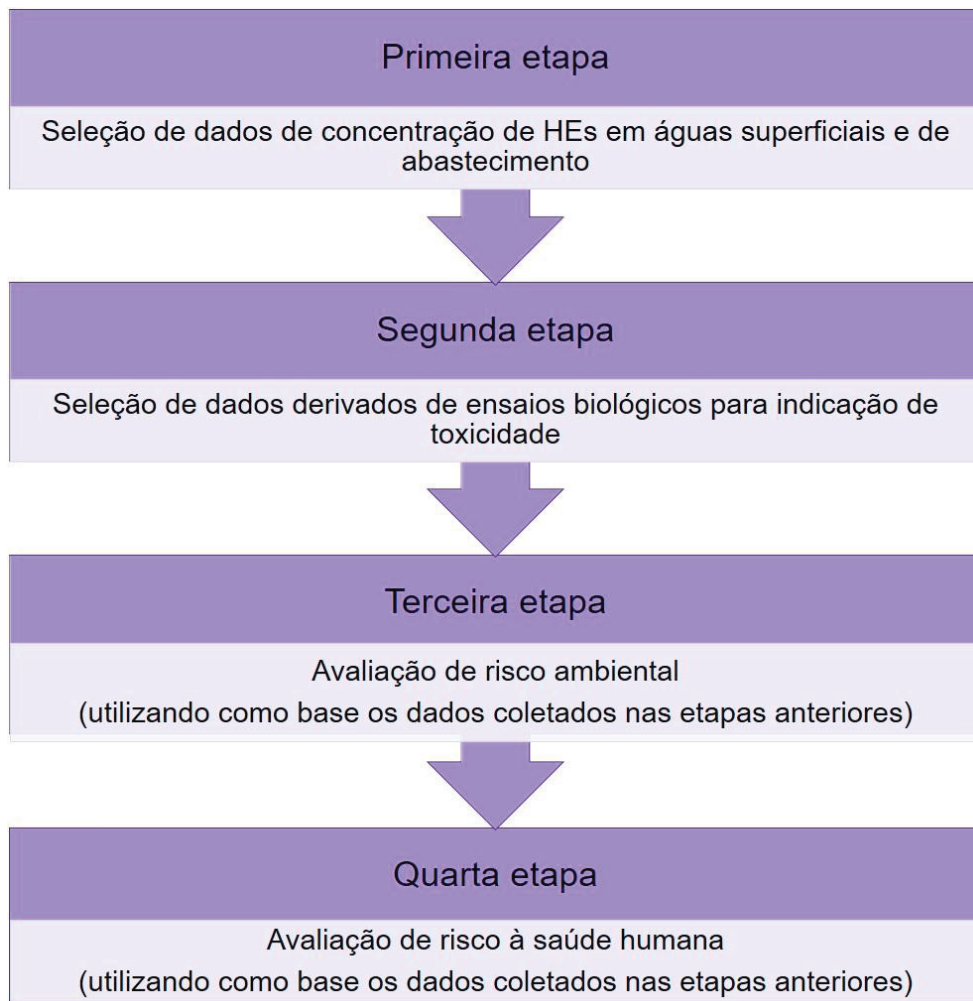 Primeira etapa
Seleção de dados de concentração de HEs em águas superficiais e de
abastecimento
Segunda etapa
Seleção de dados derivados de ensaios biológicos para indicação de
toxicidade
Terceira etapa
Avaliação de risco ambiental
(utilizando como base os dados coletados nas etapas anteriores)
Quarta etapa
Avaliação de risco à saúde humana
(utilizando como base os dados coletados nas etapas anteriores)